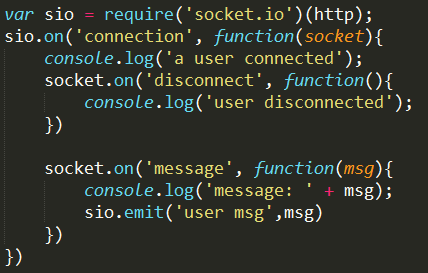 var sio = require('socket.io')(http);
sio.on('connection', function(socket){
    console.log('a user connected');
    socket.on('disconnect', function(){
        console.log('user disconnected');
    })

    socket.on('message', function(msg){
        console.log('message: ' + msg);
        sio.emit('user msg',msg)
    })
})